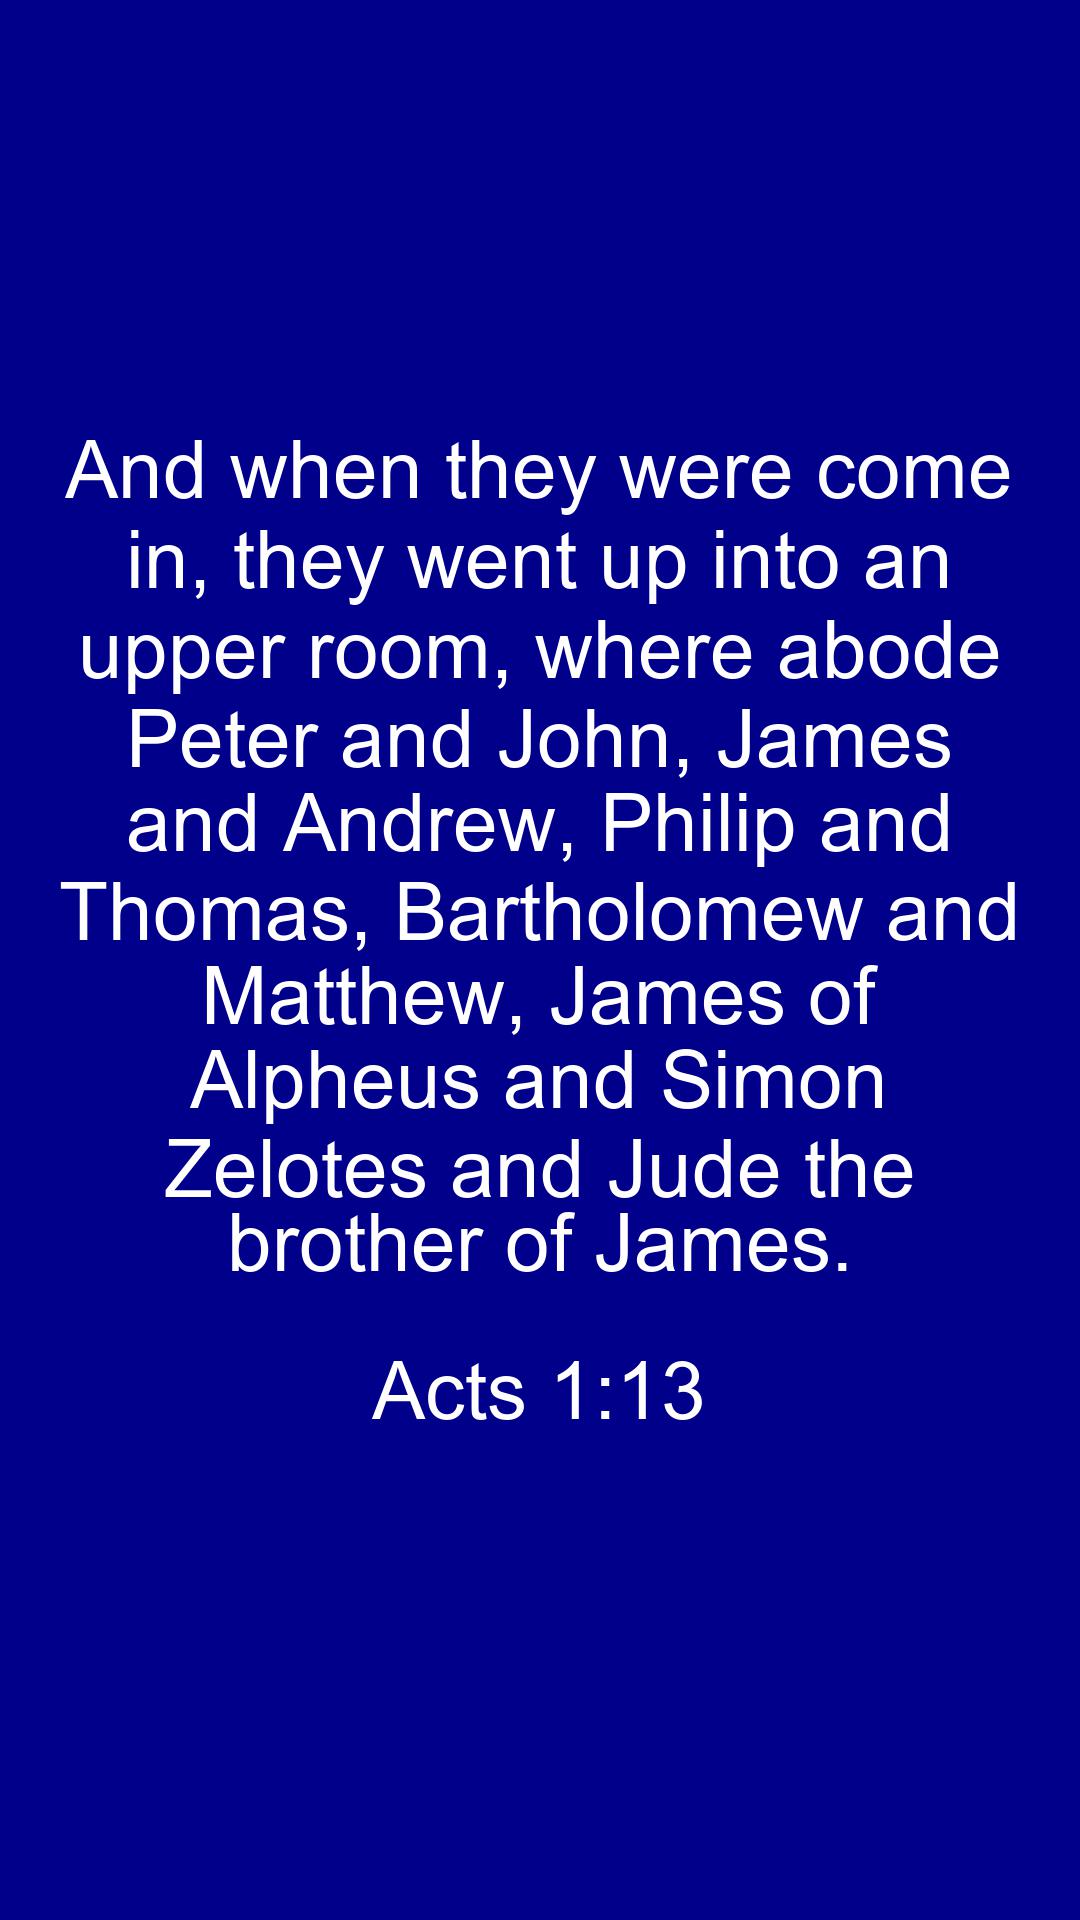 And when they were come
in, they went up into an
upper room, where abode
Peter and John, James
and Andrew, Philip and
Thomas, Bartholomew and
Matthew, James of
Alpheus and Simon
Zelotes and Jude the
brother of James.
Acts 1:13